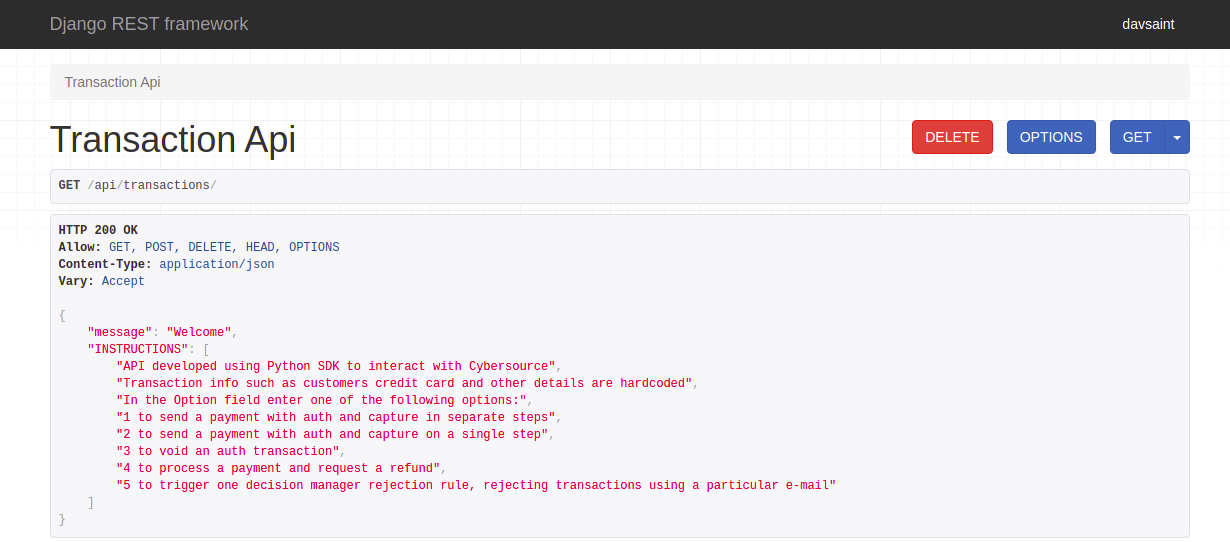 Django REST framework
davsaint
Transaction Api
Transaction Api
DELETE
OPTIONS
GET
GET /api/transactions/
HTTP 200 OK
Allow: GET, POST, DELETE, HEAD, OPTIONS
Content-Type: application/json
Vary: Accept
{
    "message": "Welcome",
    "INSTRUCTIONS": [
        "API developed using Python SDK to interact with Cybersource",
        "Transaction info such as customers credit card and other details are hardcoded",
        "In the Option field enter one of the following options:",
        "1 to send a payment with auth and capture in separate steps",
        "2 to send a payment with auth and capture on a single step",
        "3 to void an auth transaction",
        "4 to process a payment and request a refund",
        "5 to trigger one decision manager rejection rule, rejecting transactions using a particular e-mail"
    ]
}